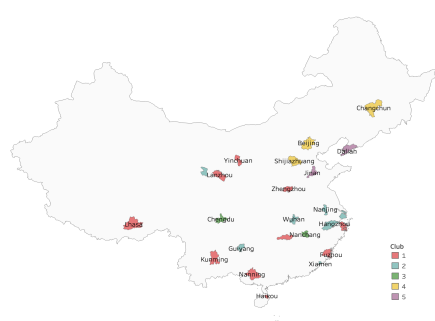 Changchun
Beijing
Dalian
Shijiazhuang
Yinchuan
Jinan
Lanzhou
Zhengzhou
Nanjing
Chengdu
Wuhan
Hangzhou
Lhasa
Nanchang
Guiyang
Fuzhou
Kunming
Xiamen
Nanning
Haikou
Club
1
2
3
4
5